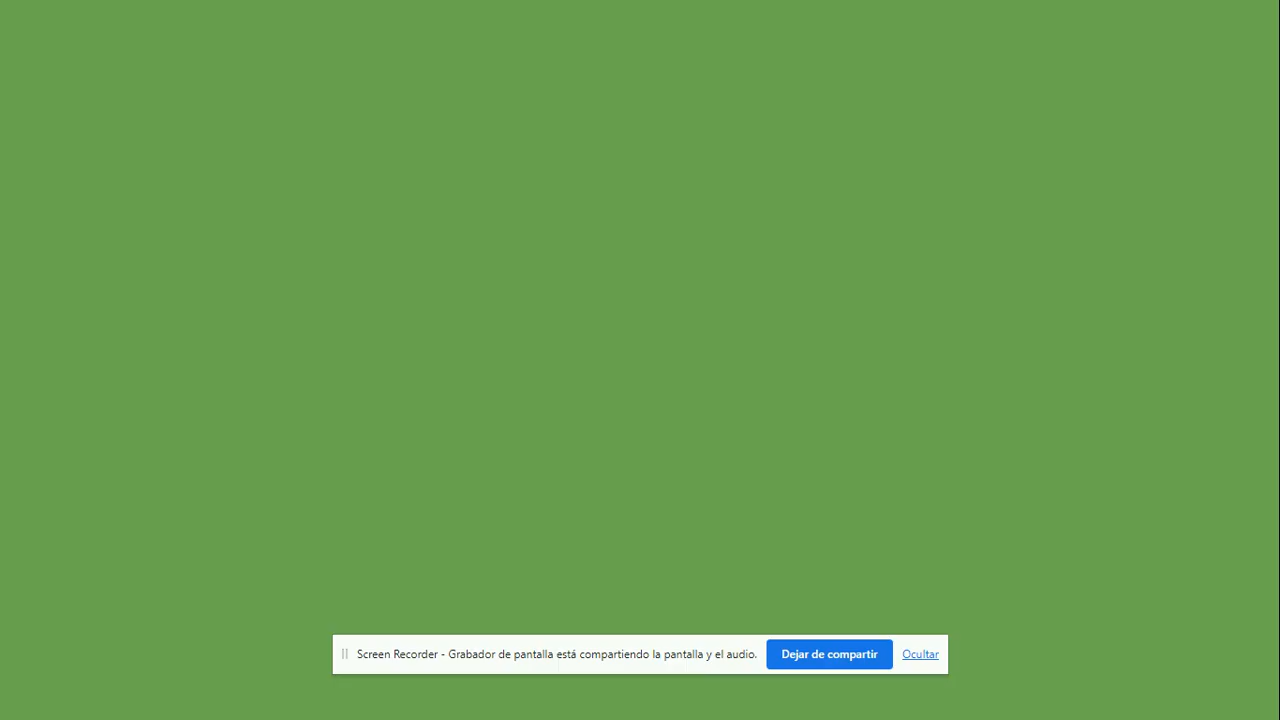 Screen Recorder - Grabador de pantalla está compartiendo la pantalla y el audio. Dejar de compartir Ocultar